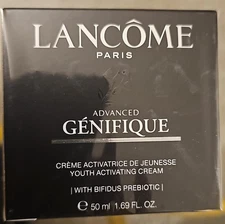 LANCÔME
PARIS
ADVANCED
GÉNIFIQUE
CRÈME ACTIVATRICE DE JEUNESSE
YOUTH ACTIVATING CREAM
| WITH BIFIDUS PREBIOTIC |
℮ 50 ml 1.69 FL. OZ.